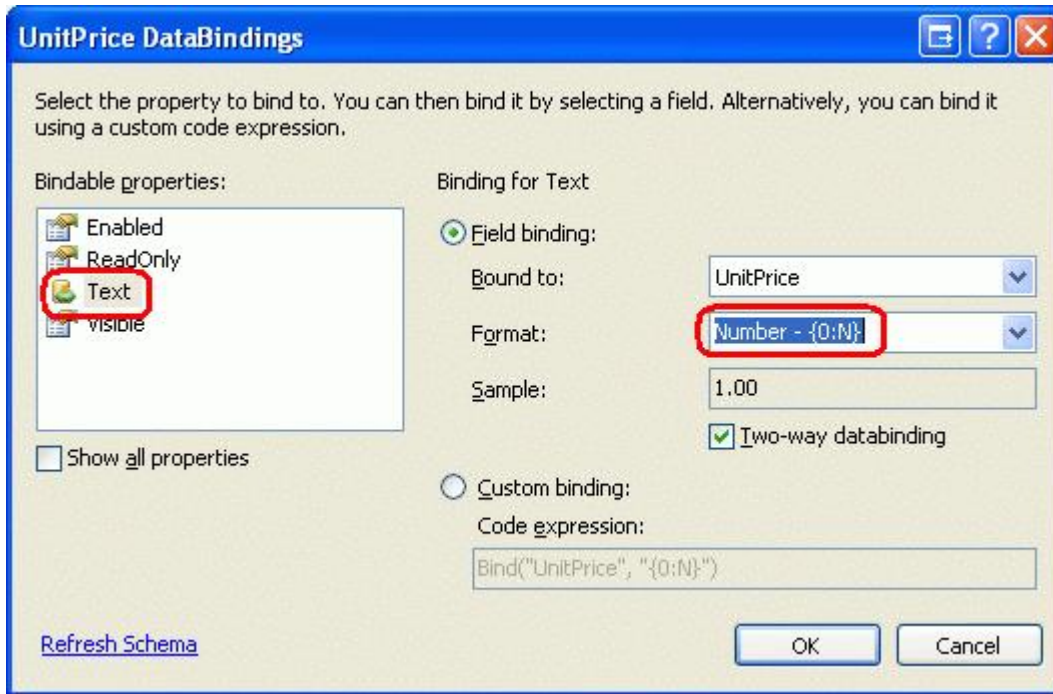 UnitPrice DataBindings
Select the property to bind to. You can then bind it by selecting a field. Alternatively, you can bind it
using a custom code expression.
Bindable properties:
Enabled
ReadOnly
Text
Visible
Show all properties
Binding for Text
Field binding:
Bound to:
UnitPrice
Format:
Number - {0:N}
Sample:
1.00
Two-way databinding
Custom binding:
Code expression:
Bind("UnitPrice", "{0:N}")
Refresh Schema
OK
Cancel